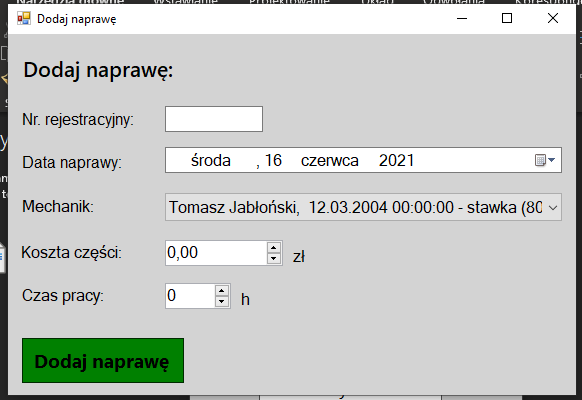 Dodaj naprawę
Dodaj naprawę:
Nr. rejestracyjny:
Data naprawy: środa , 16 czerwca 2021
Mechanik: Tomasz Jabłoński, 12.03.2004 00:00:00 - stawka (80
Koszta części: 0,00 zł
Czas pracy: 0 h
Dodaj naprawę